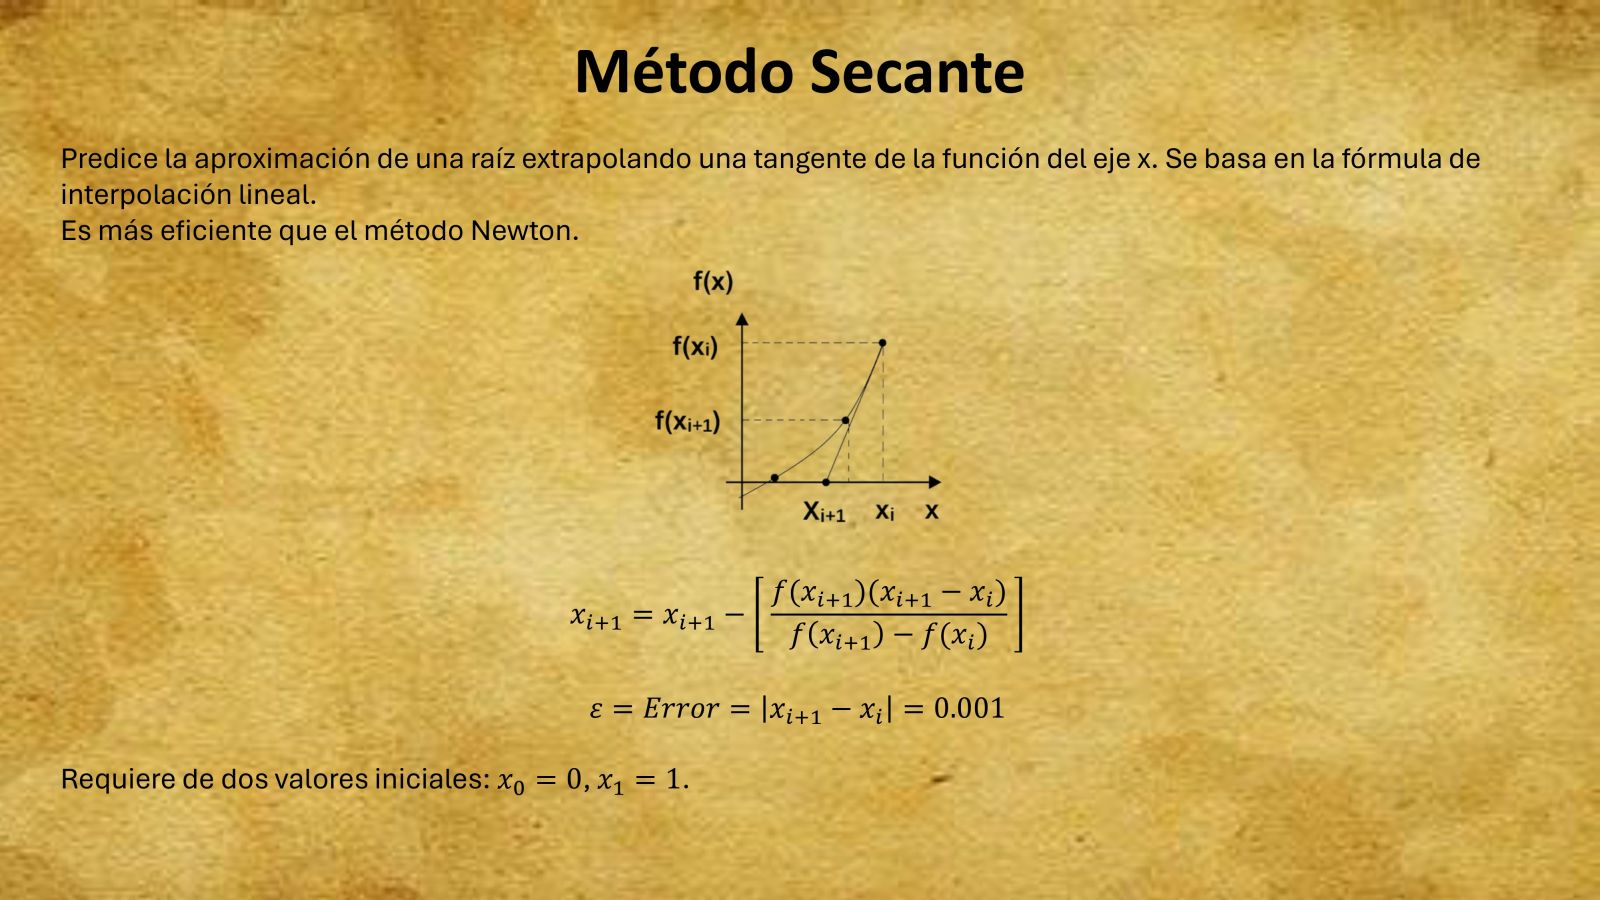 Método Secante
Predice la aproximación de una raíz extrapolando una tangente de la función del eje x. Se basa en la fórmula de
interpolación lineal.
Es más eficiente que el método Newton.
f(x)
f(xᵢ)
f(xᵢ₊₁)
Xᵢ₊₁ xᵢ x
xᵢ₊₁ = xᵢ₊₁ − [f(xᵢ₊₁)(xᵢ₊₁ − xᵢ) / f(xᵢ₊₁) − f(xᵢ)]
ε = Error = |xᵢ₊₁ − xᵢ| = 0.001
Requiere de dos valores iniciales: x₀ = 0, x₁ = 1.